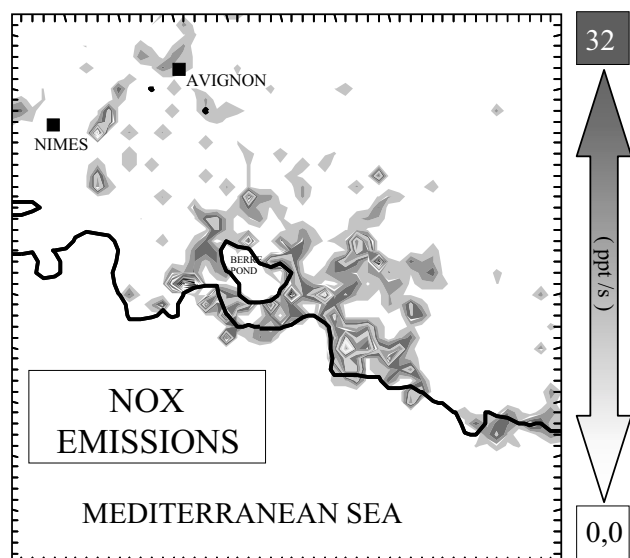 AVIGNON
NIMES
BERRE
POND
NOX
EMISSIONS
MEDITERRANEAN SEA
32
( ppt / s )
0,0